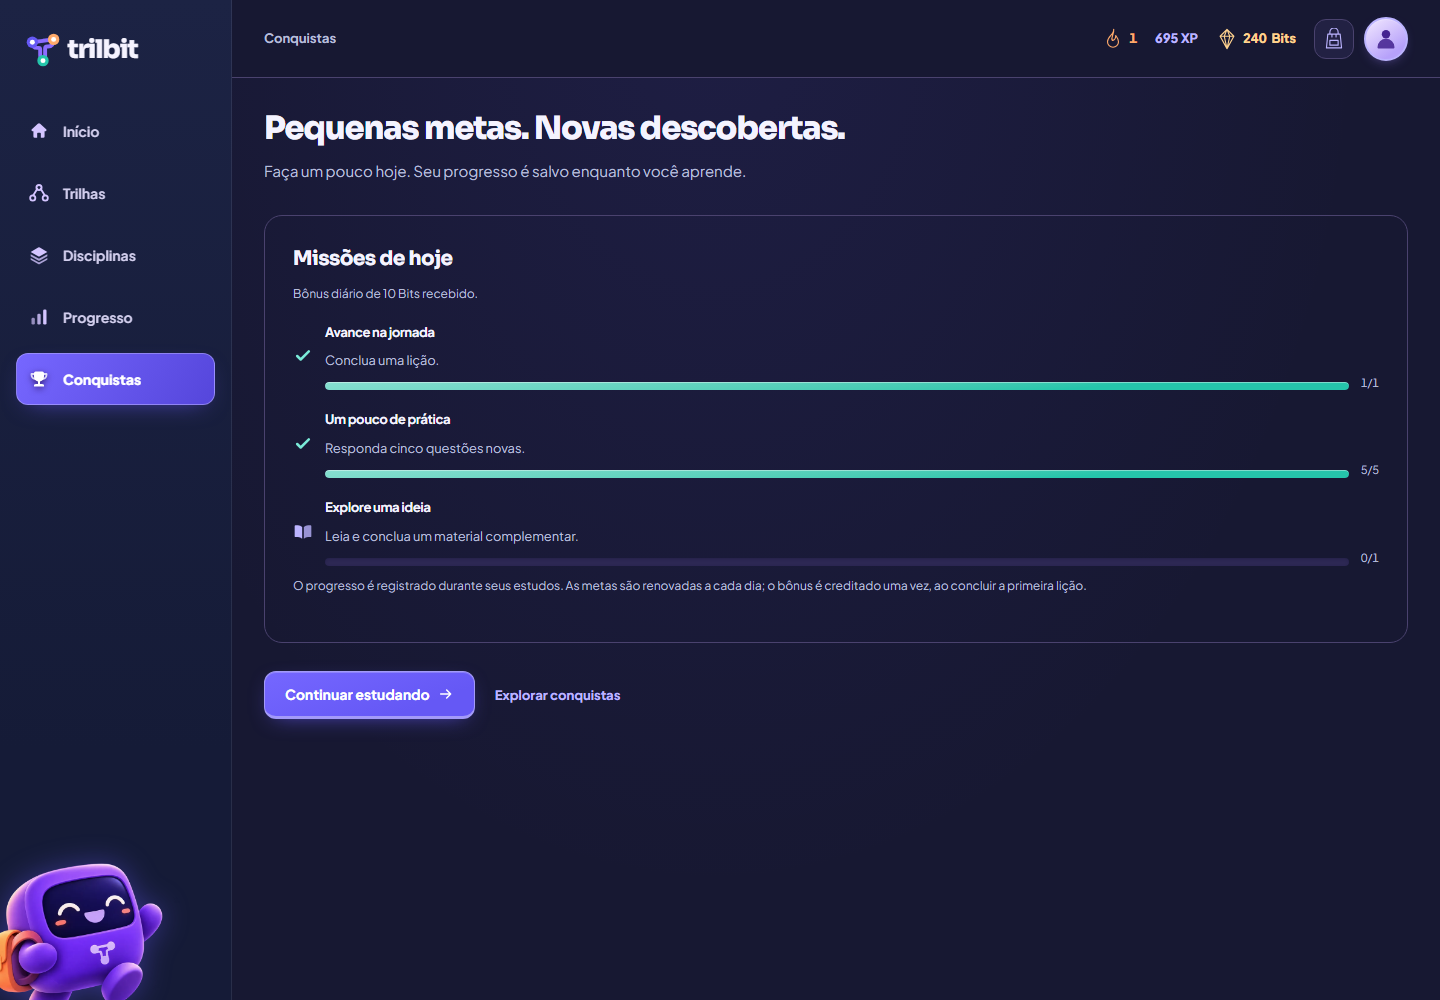 trilbit
Conquistas
1
695 XP
240 Bits
Início
Trilhas
Disciplinas
Progresso
Conquistas
Pequenas metas. Novas descobertas.
Faça um pouco hoje. Seu progresso é salvo enquanto você aprende.
Missões de hoje
Bônus diário de 10 Bits recebido.
Avance na jornada
Conclua uma lição.
1/1
Um pouco de prática
Responda cinco questões novas.
5/5
Explore uma ideia
Leia e conclua um material complementar.
0/1
O progresso é registrado durante seus estudos. As metas são renovadas a cada dia; o bônus é creditado uma vez, ao concluir a primeira lição.
Continuar estudando
Explorar conquistas